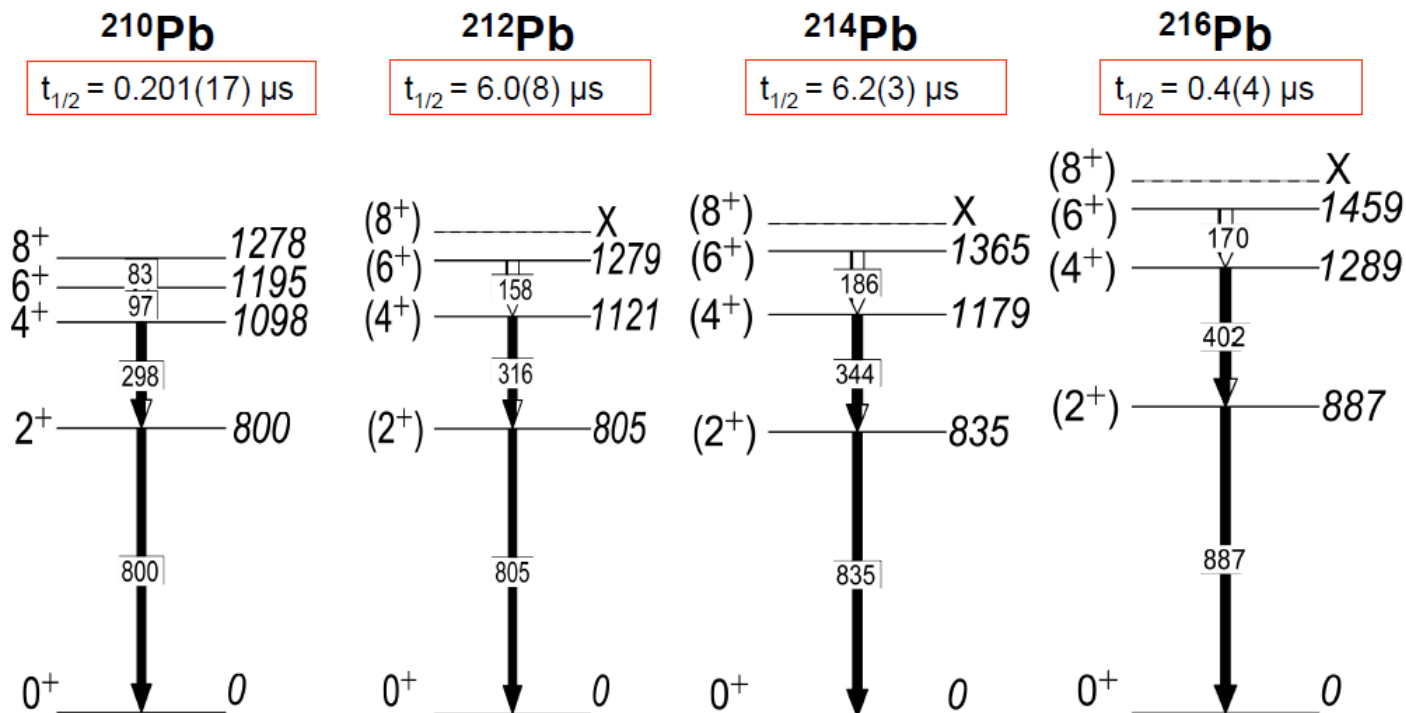 ²¹⁰Pb
t₁/₂ = 0.201(17) μs
8⁺ 1278
83
6⁺ 1195
97
4⁺ 1098
298
2⁺ 800
800
0⁺ 0
²¹²Pb
t₁/₂ = 6.0(8) μs
(8⁺) X
(6⁺) 1279
158
(4⁺) 1121
316
(2⁺) 805
805
0⁺ 0
²¹⁴Pb
t₁/₂ = 6.2(3) μs
(8⁺) X
(6⁺) 1365
186
(4⁺) 1179
344
(2⁺) 835
835
0⁺ 0
²¹⁶Pb
t₁/₂ = 0.4(4) μs
(8⁺) X
(6⁺) 1459
170
(4⁺) 1289
402
(2⁺) 887
887
0⁺ 0